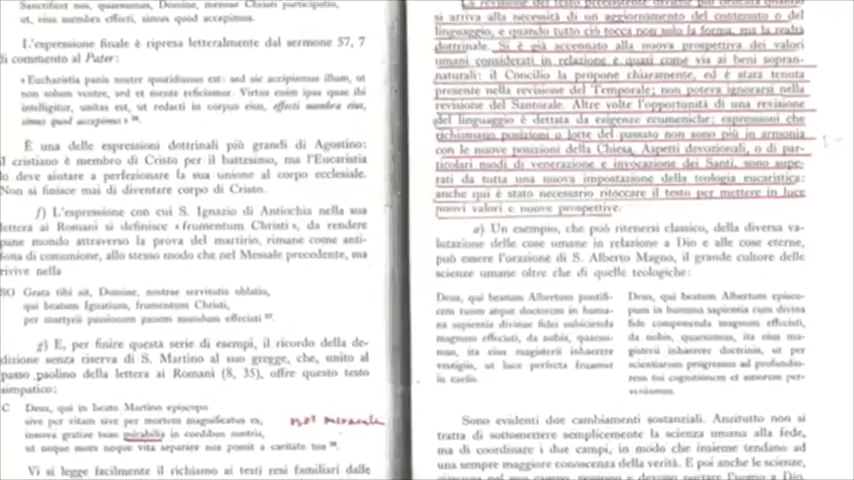 Sanctificet nos, quaesumus, Domine, mensae Christi participatio,
ut, eius membra effecti, simus quod accepimus.
L'espressione finale è ripresa letteralmente dal sermone 57, 7
di commento al Pater:
«Eucharistia panis noster quotidianus est: sed sic accipiamus illum, ut
non solum ventre, sed et mente reficiamur. Virtus enim ipsa quae ibi
intelligitur, unitas est, ut redacti in corpus eius, effecti membra eius,
simus quod accepimus»
È una delle espressioni dottrinali più grandi di Agostino:
il cristiano è membro di Cristo per il battesimo, ma l'Eucaristia
lo deve aiutare a perfezionare la sua unione al corpo ecclesiale.
Non si finisce mai di diventare corpo di Cristo.
f) L'espressione con cui S. Ignazio di Antiochia nella sua
lettera ai Romani si definisce «frumentum Christi», da rendere
pane mondo attraverso la prova del martirio, rimane come anti-
fona di comunione, allo stesso modo che nel Messale precedente, ma
rivive nella
SO Grata tibi sit, Domine, nostrae servitutis oblatio,
qui beatum Ignatium, frumentum Christi,
per martyrii passionem panem mundum effecisti
g) E, per finire questa serie di esempi, il ricordo della de-
dizione senza riserva di S. Martino al suo gregge, che, unito al
passo paolino della lettera ai Romani (8, 35), offre questo testo
simpatico:
C Deus, qui in beato Martino episcopo
sive per vitam sive per mortem magnificatus es,
innova gratiae tuae mirabilia in cordibus nostris,
ut neque mors neque vita separare nos possit a caritate tua
not
Vi si legge facilmente il richiamo ai testi resi familiari dalle
La revisione del testo precedente diviene più delicata quando
si arriva alla necessità di un aggiornamento del contenuto o del
linguaggio, e quando tutto ciò tocca non solo la forma, ma la realtà
dottrinale. Si è già accennato alla nuova prospettiva dei valori
umani considerati in relazione e quasi come via ai beni sopran-
naturali: il Concilio la propone chiaramente, ed è stata tenuta
presente nella revisione del Temporale; non poteva ignorarsi nella
revisione del Santorale. Altre volte l'opportunità di una revisione
del linguaggio è dettata da esigenze ecumeniche: espressioni che
richiamano posizioni o lotte del passato non sono più in armonia
con le nuove posizioni della Chiesa. Aspetti devozionali, o di par-
ticolari modi di venerazione e invocazione dei Santi, sono supe-
rati da tutta una nuova impostazione della teologia eucaristica:
anche qui è stato necessario ritoccare il testo per mettere in luce
nuovi valori e nuove prospettive.
a) Un esempio, che può ritenersi classico, della diversa va-
lutazione delle cose umane in relazione a Dio e alle cose eterne,
può essere l'orazione di S. Alberto Magno, il grande cultore delle
scienze umane oltre che di quelle teologiche:
Deus, qui beatum Albertum pontifi-
cem tuum atque doctorem in huma-
na sapientia divinae fidei subicienda
magnum effecisti, da nobis, quaesu-
mus, ita eius magisterii inhaerere
vestigiis, ut luce perfecta fruamur
in caelis.
Deus, qui beatum Albertum episco-
pum in humana sapientia cum divina
fide componenda magnum effecisti,
da nobis, quaesumus, ita eius ma-
gisterii inhaerere doctrinis, ut per
scientiarum progressus ad profundio-
rem tui cognitionem et amorem per-
veniamus.
Sono evidenti due cambiamenti sostanziali. Anzitutto non si
tratta di sottomettere semplicemente la scienza umana alla fede,
ma di coordinare i due campi, in modo che insieme tendano ad
una sempre maggiore conoscenza della verità. E poi anche le scienze,